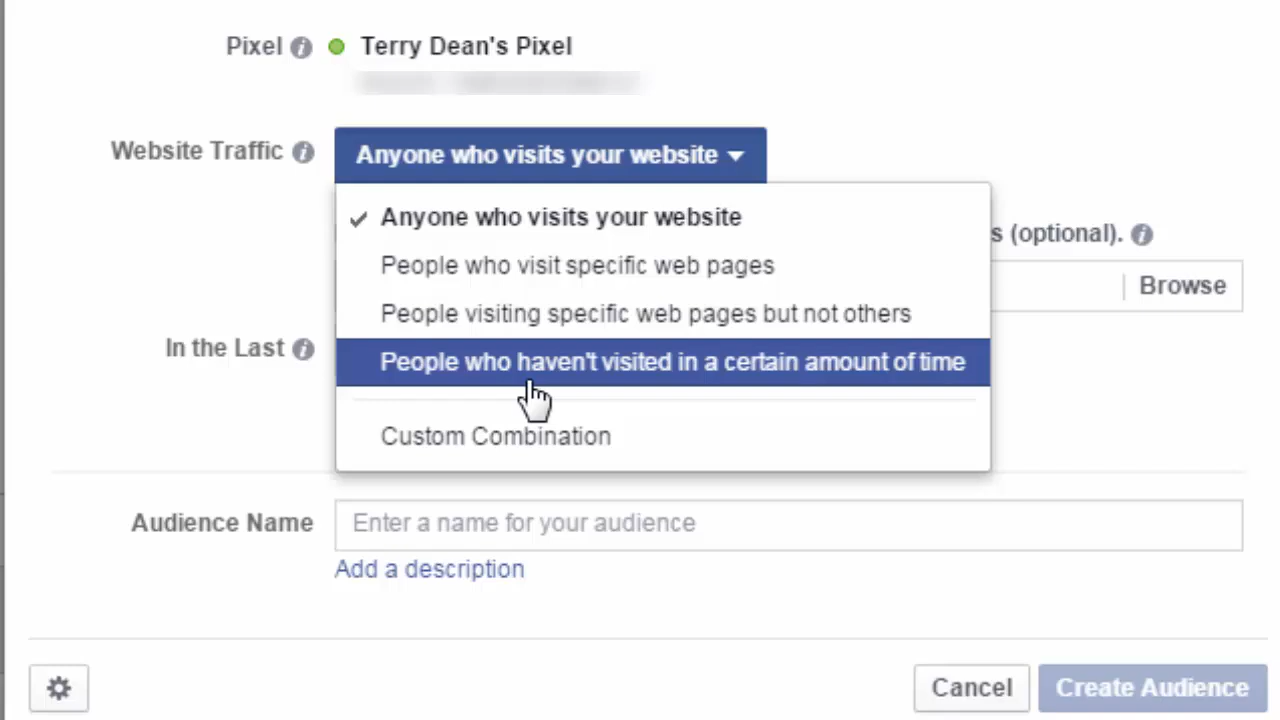 Pixel
Terry Dean's Pixel
Website Traffic
Anyone who visits your website
Anyone who visits your website
s (optional).
People who visit specific web pages
Browse
People visiting specific web pages but not others
In the Last
People who haven't visited in a certain amount of time
Custom Combination
Audience Name
Enter a name for your audience
Add a description
Cancel
Create Audience